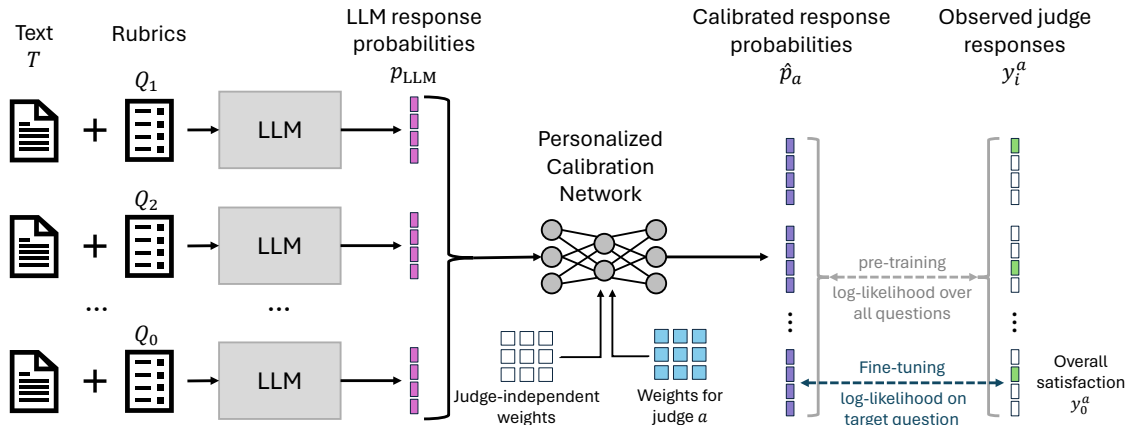 Text
T
Rubrics
LLM response
probabilities
p_LLM
Calibrated response
probabilities
p̂_a
Observed judge
responses
y_i^a
Q_1
+
LLM
Personalized
Calibration
Network
Q_2
+
LLM
...
...
pre-training
log-likelihood over
all questions
Q_0
+
LLM
Judge-independent
weights
Weights for
judge a
Fine-tuning
log-likelihood on
target question
Overall
satisfaction
y_0^a